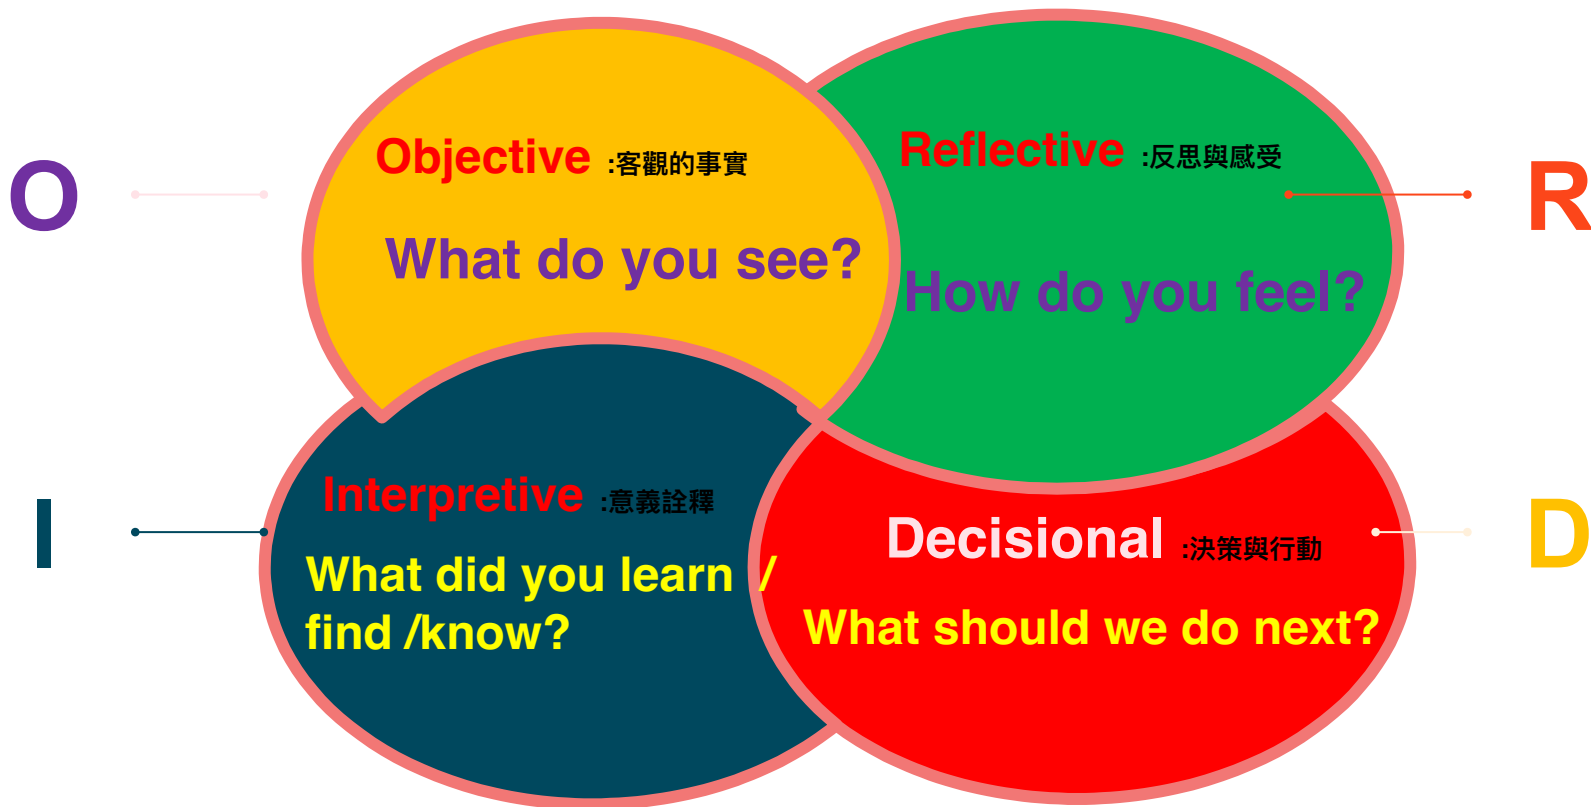 O
Objective :客觀的事實
What do you see?
R
Reflective :反思與感受
How do you feel?
I
Interpretive :意義詮釋
What did you learn /
find /know?
D
Decisional :決策與行動
What should we do next?